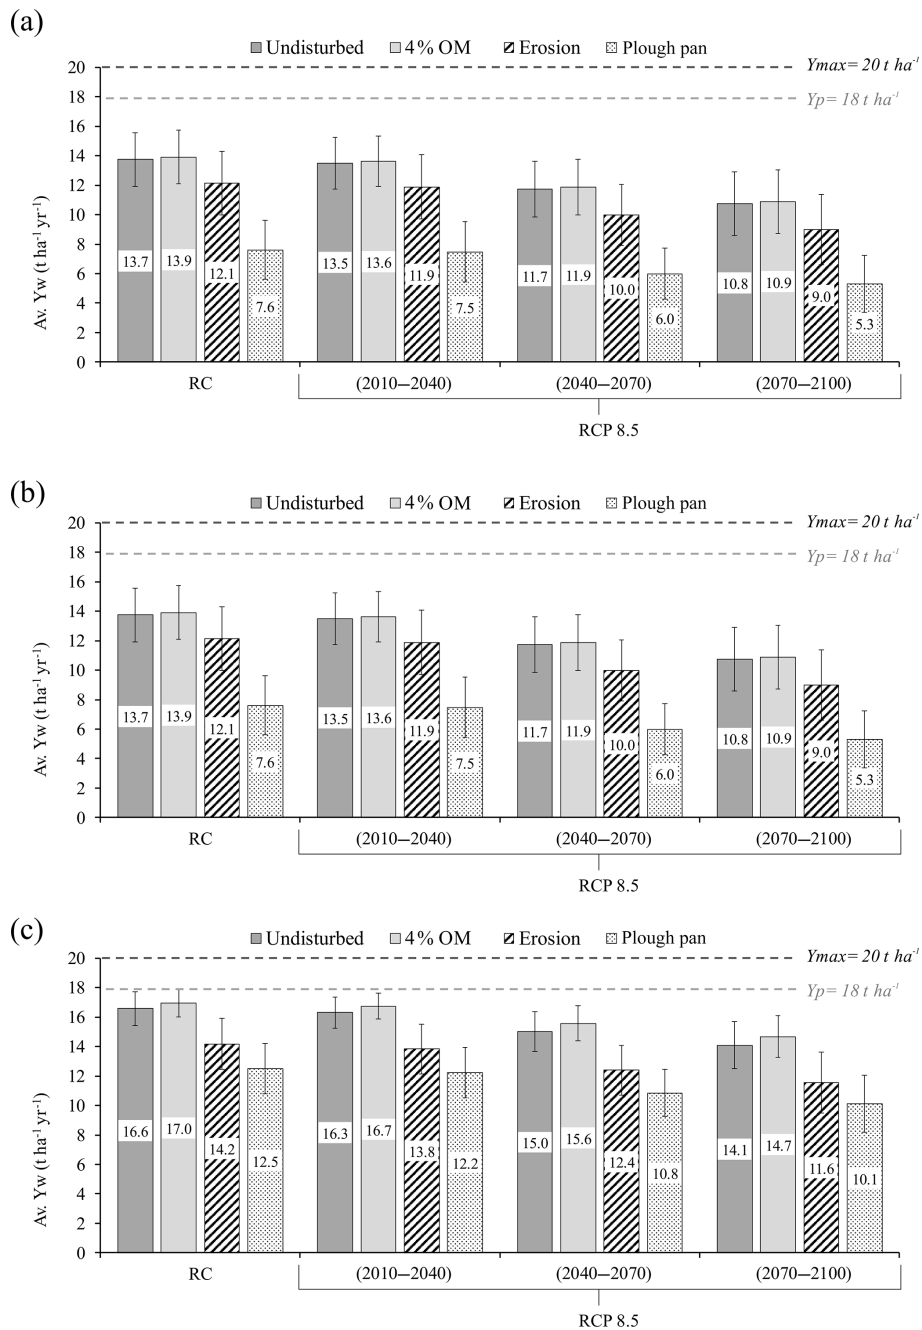 (a)
Undisturbed 4% OM Erosion Plough pan
Ymax= 20 t ha-1
Yp= 18 t ha-1
Av. Yw (t ha-1 yr-1)
20
18
16
14
12
10
8
6
4
2
0
13.7 13.9 12.1 7.6
13.5 13.6 11.9 7.5
11.7 11.9 10.0 6.0
10.8 10.9 9.0 5.3
RC (2010–2040) (2040–2070) (2070–2100)
RCP 8.5
(b)
Undisturbed 4% OM Erosion Plough pan
Ymax= 20 t ha-1
Yp= 18 t ha-1
Av. Yw (t ha-1 yr-1)
20
18
16
14
12
10
8
6
4
2
0
13.7 13.9 12.1 7.6
13.5 13.6 11.9 7.5
11.7 11.9 10.0 6.0
10.8 10.9 9.0 5.3
RC (2010–2040) (2040–2070) (2070–2100)
RCP 8.5
(c)
Undisturbed 4% OM Erosion Plough pan
Ymax= 20 t ha-1
Yp= 18 t ha-1
Av. Yw (t ha-1 yr-1)
20
18
16
14
12
10
8
6
4
2
0
16.6 17.0 14.2 12.5
16.3 16.7 13.8 12.2
15.0 15.6 12.4 10.8
14.1 14.7 11.6 10.1
RC (2010–2040) (2040–2070) (2070–2100)
RCP 8.5